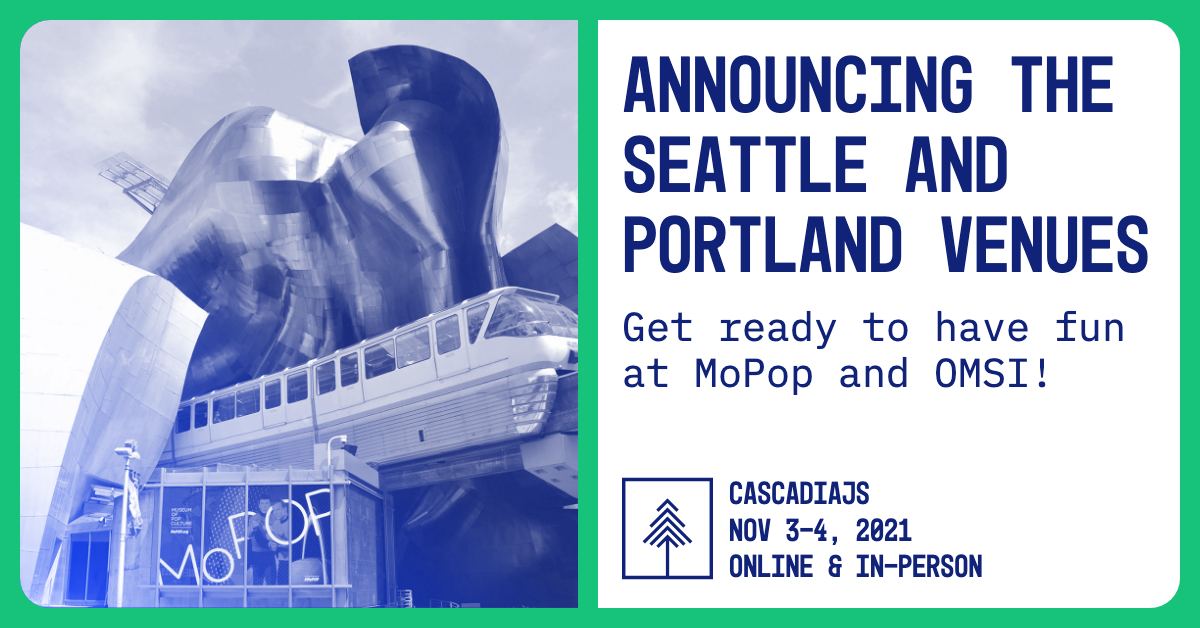 ANNOUNCING THE
SEATTLE AND
PORTLAND VENUES
Get ready to have fun
at MoPop and OMSI!
CASCADIAJS
NOV 3-4, 2021
ONLINE & IN-PERSON
MUSEUM
OF
POP
CULTURE
MoPOP